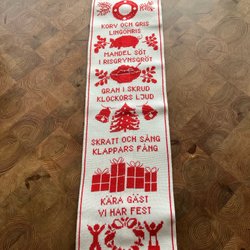 KORV OCH GRIS
LINGONRIS
MANDEL SÖT
I RISGRYNSGRÖT
GRAN I SKRUD
KLOCKORS LJUD
SKRATT OCH SÅNG
KLAPPARS FÅNG
KÄRA GÄST
VI HAR FEST